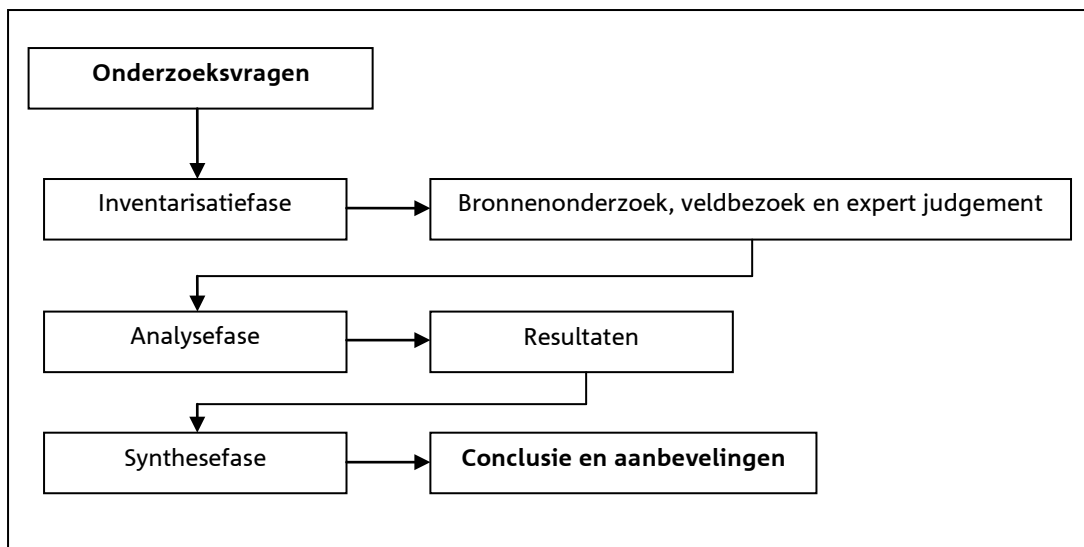 Onderzoeksvragen
Inventarisatiefase
Bronnenonderzoek, veldbezoek en expert judgement
Analysefase
Resultaten
Synthesefase
Conclusie en aanbevelingen